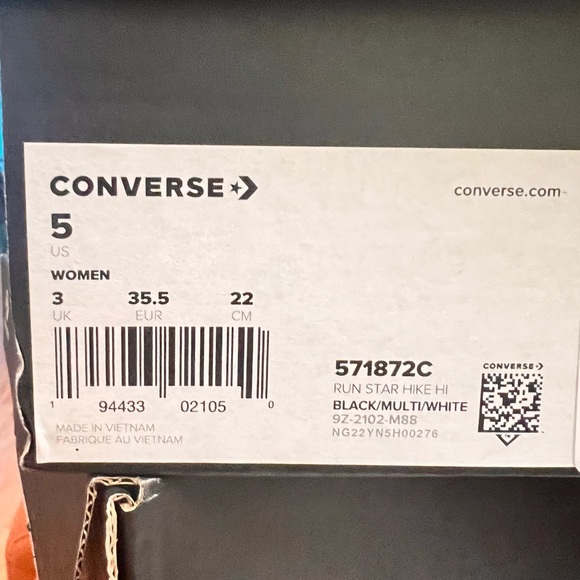 CONVERSE
converse.com
5
US
WOMEN
3 35.5 22
UK EUR CM
1 94433 02105 0
MADE IN VIETNAM
FABRIQUE AU VIETNAM
571872C
RUN STAR HIKE HI
BLACK/MULTI/WHITE
9Z-2102-M88
NG22YN5H00276
CONVERSE